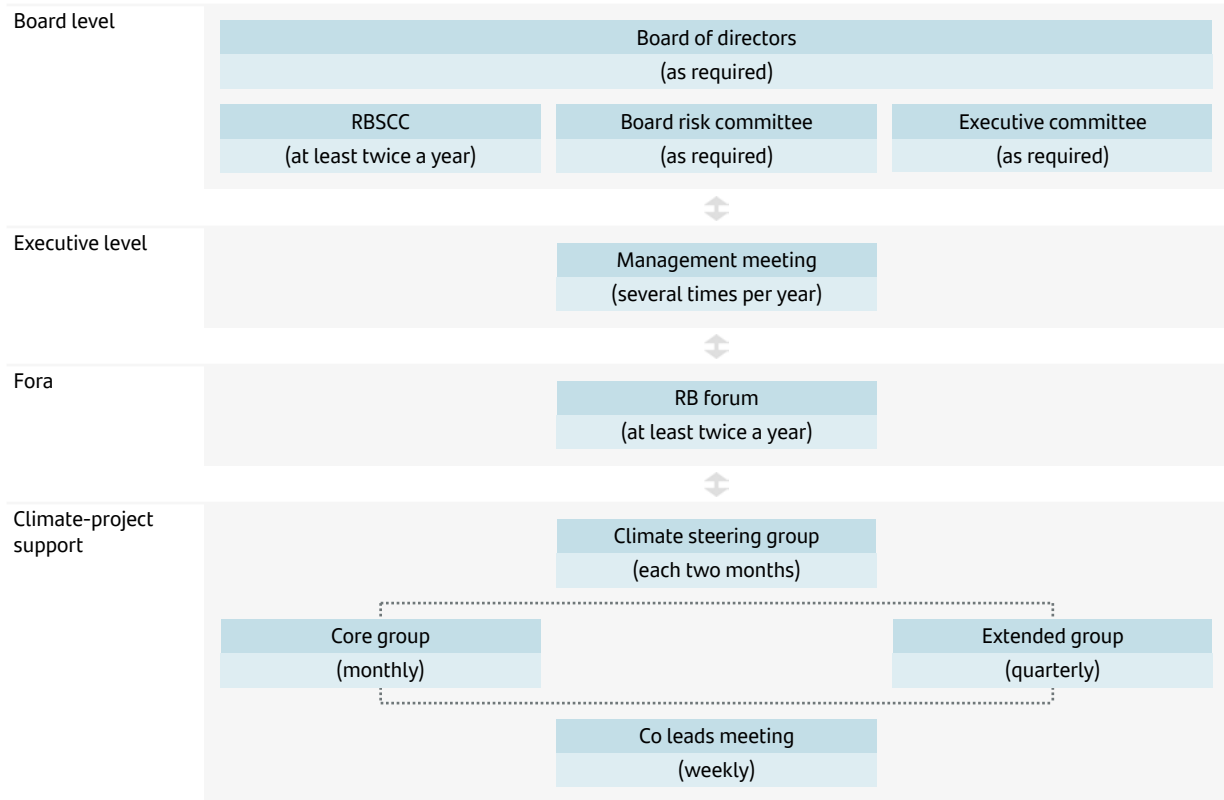 Board level
Board of directors
(as required)
RBSCC
(at least twice a year)
Board risk committee
(as required)
Executive committee
(as required)
Executive level
Management meeting
(several times per year)
Fora
RB forum
(at least twice a year)
Climate-project
support
Climate steering group
(each two months)
Core group
(monthly)
Extended group
(quarterly)
Co leads meeting
(weekly)